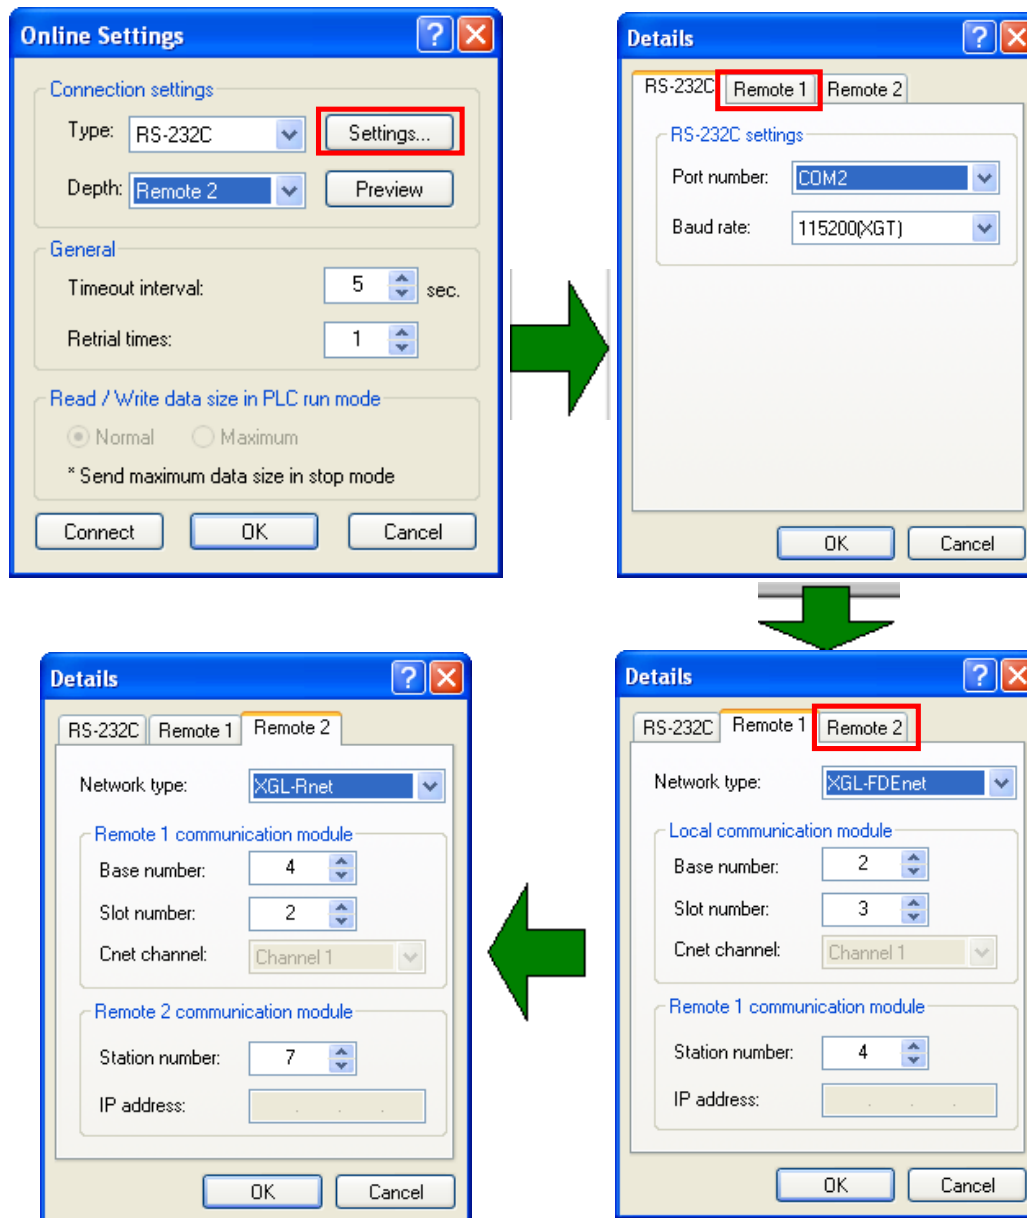 Online Settings
Connection settings
Type: RS-232C Settings...
Depth: Remote 2 Preview
General
Timeout interval: 5 sec.
Retrial times: 1
Read / Write data size in PLC run mode
Normal Maximum
* Send maximum data size in stop mode
Connect OK Cancel
Details
RS-232C Remote 1 Remote 2
RS-232C settings
Port number: COM2
Baud rate: 115200(XGT)
OK Cancel
Details
RS-232C Remote 1 Remote 2
Network type: XGL-FDEnet
Local communication module
Base number: 2
Slot number: 3
Cnet channel: Channel 1
Remote 1 communication module
Station number: 4
IP address: . . .
OK Cancel
Details
RS-232C Remote 1 Remote 2
Network type: XGL-Rnet
Remote 1 communication module
Base number: 4
Slot number: 2
Cnet channel: Channel 1
Remote 2 communication module
Station number: 7
IP address: . . .
OK Cancel